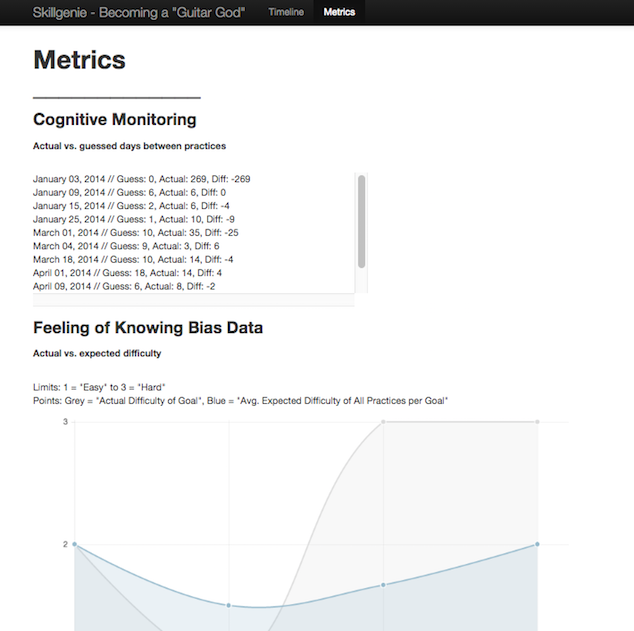 Skillgenie - Becoming a "Guitar God" Timeline Metrics
Metrics
Cognitive Monitoring
Actual vs. guessed days between practices
January 03, 2014 // Guess: 0, Actual: 269, Diff: -269
January 09, 2014 // Guess: 6, Actual: 6, Diff: 0
January 15, 2014 // Guess: 2, Actual: 6, Diff: -4
January 25, 2014 // Guess: 1, Actual: 10, Diff: -9
March 01, 2014 // Guess: 10, Actual: 35, Diff: -25
March 04, 2014 // Guess: 9, Actual: 3, Diff: 6
March 18, 2014 // Guess: 10, Actual: 14, Diff: -4
April 01, 2014 // Guess: 18, Actual: 14, Diff: 4
April 09, 2014 // Guess: 6, Actual: 8, Diff: -2
Feeling of Knowing Bias Data
Actual vs. expected difficulty
Limits: 1 = "Easy" to 3 = "Hard"
Points: Grey = "Actual Difficulty of Goal", Blue = "Avg. Expected Difficulty of All Practices per Goal"
3
2